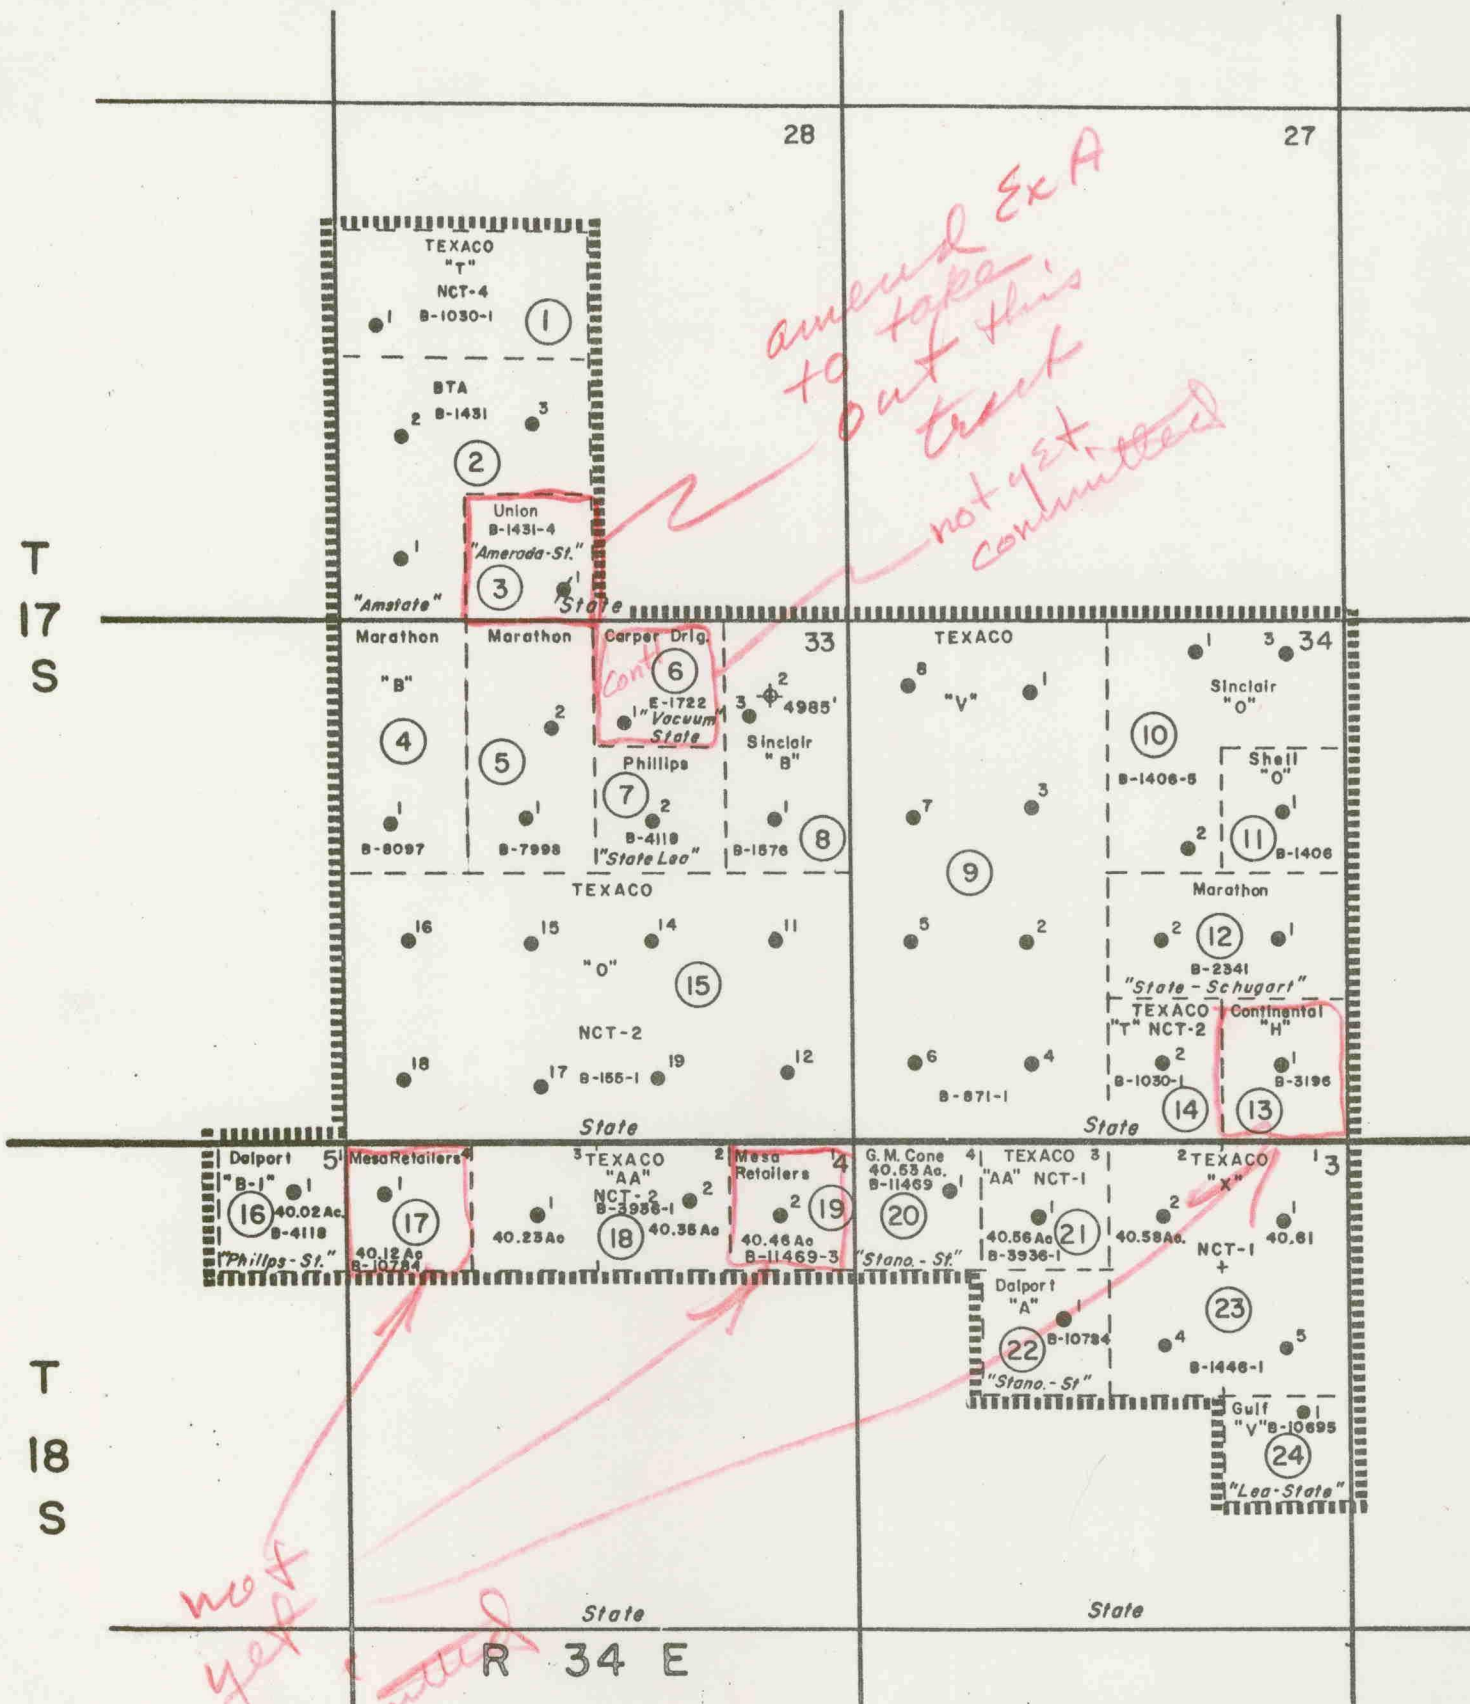 28
27
TEXACO
"T"
NCT-4
B-1030-1
1
1
BTA
B-1431
2
3
2
Union
B-1431-4
"Amerada-St."
3
1
1
"Amstate"
State
amend Ex A
to take
out this
tract
not yet
committed
T
17
S
Marathon
"B"
4
1
B-8097
Marathon
2
5
1
B-7998
Carper Drlg.
Cont'l
6
E-1722
1 "Vacuum"
State
Phillips
7
2
B-4118
"State Lea"
33
2
4985'
3
Sinclair
"B"
1
8
B-1576
TEXACO
8
"V"
1
7
3
9
5
2
6
4
B-871-1
State
1
3
34
Sinclair
"O"
10
B-1406-5
2
Shell
"O"
1
11
B-1406
Marathon
2
12
1
B-2341
"State - Schugart"
TEXACO
"T" NCT-2
2
B-1030-1
14
Continental
"H"
1
B-3196
13
TEXACO
16
15
14
11
"O"
15
NCT-2
18
17
B-155-1
19
12
State
Dalport
5
"B-1"
1
16
40.02 Ac.
B-4118
"Phillps-St."
Mesa Retailers
4
1
17
40.12 Ac
B-10784
3
TEXACO
2
"AA"
NCT-2
B-3936-1
1
2
40.23 Ac
18
40.35 Ac
Mesa
Retailers
1
4
2
19
40.46 Ac
B-11469-3
G.M. Cone
4
40.53 Ac.
B-11469
1
20
"Stano.-St."
TEXACO
3
"AA" NCT-1
1
40.56 Ac
21
B-3936-1
2
TEXACO
1
3
"X"
2
1
40.58 Ac.
40.61
NCT-1
+
23
4
5
B-1446-1
Dalport
"A"
1
B-10784
22
"Stano.-St"
Gulf
1
"V" B-10695
24
"Lea-State"
T
18
S
not
yet
State
State
R 34 E